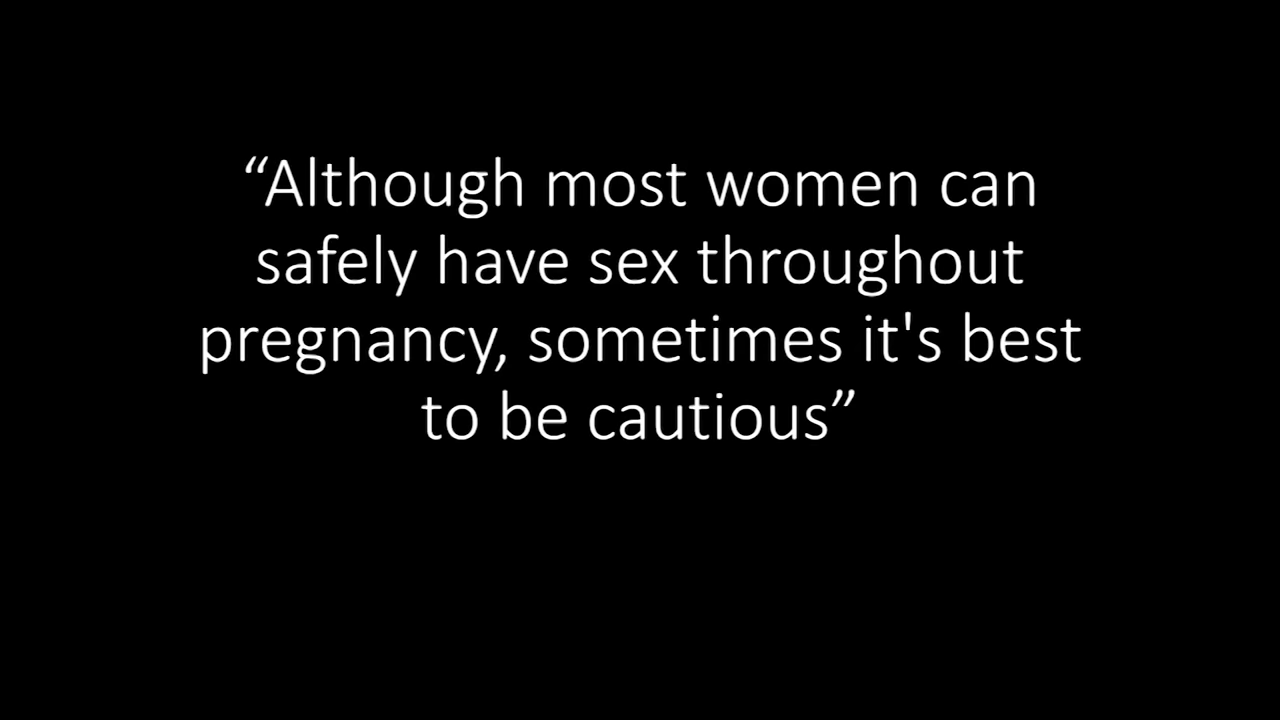 “Although most women can
safely have sex throughout
pregnancy, sometimes it's best
to be cautious”